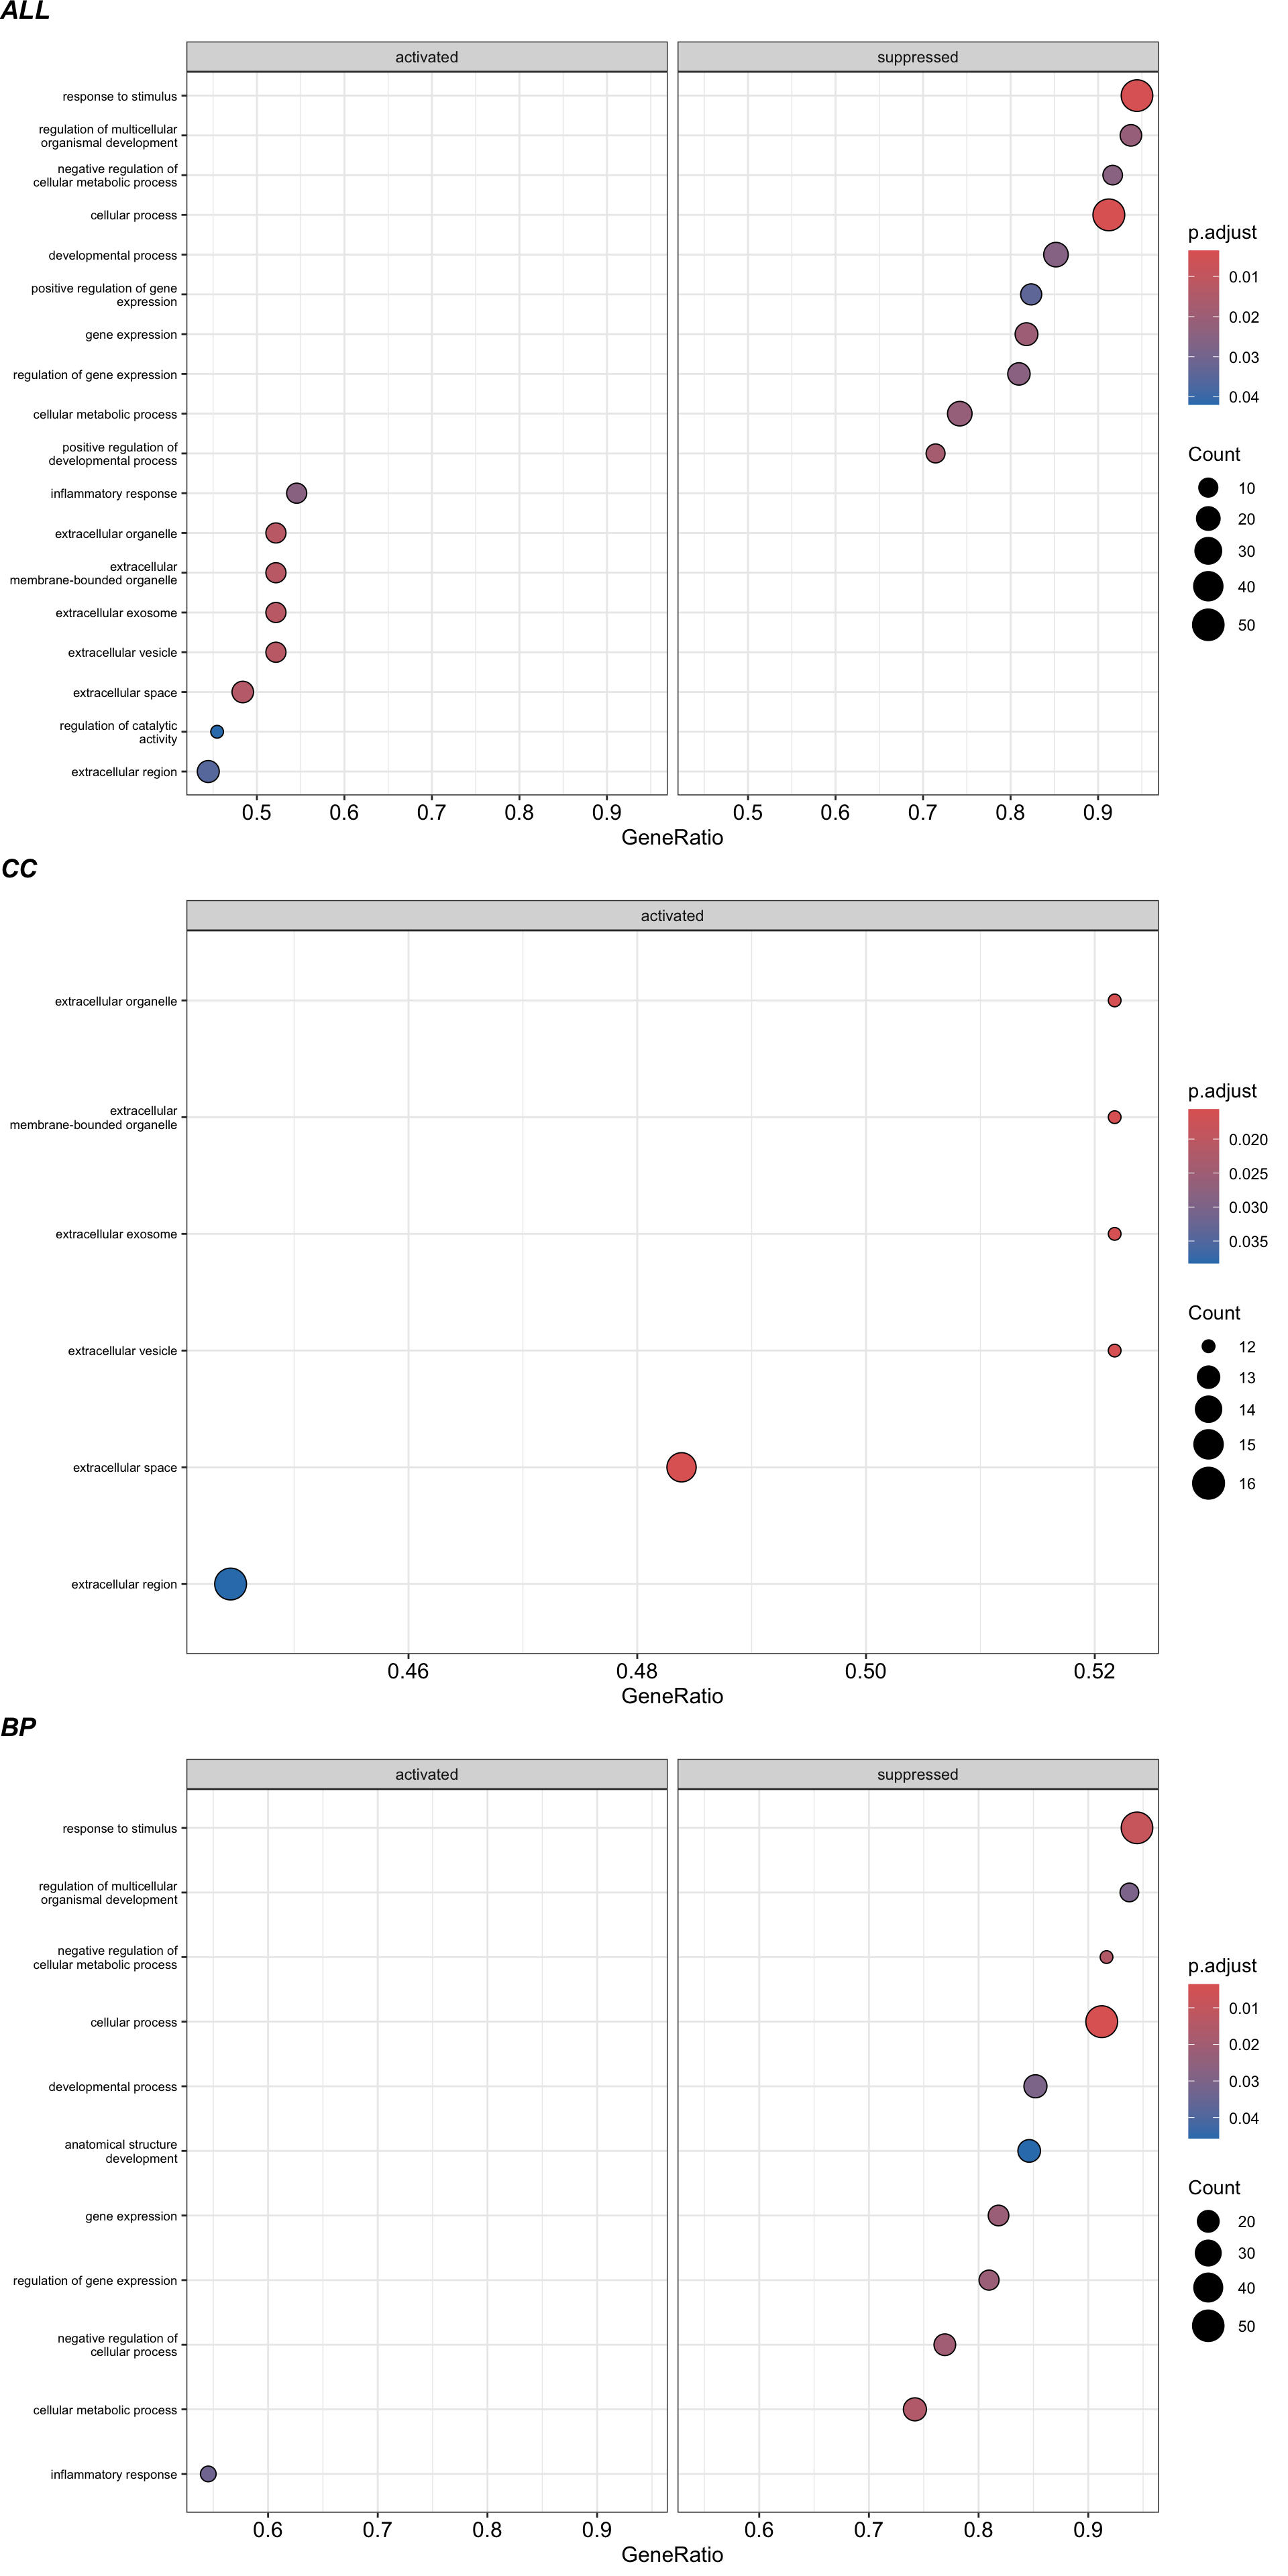 ALL
activated
suppressed
response to stimulus
regulation of multicellular
organismal development
negative regulation of
cellular metabolic process
cellular process
developmental process
positive regulation of gene
expression
gene expression
regulation of gene expression
cellular metabolic process
positive regulation of
developmental process
inflammatory response
extracellular organelle
extracellular
membrane-bounded organelle
extracellular exosome
extracellular vesicle
extracellular space
regulation of catalytic
activity
extracellular region
0.5 0.6 0.7 0.8 0.9
0.5 0.6 0.7 0.8 0.9
GeneRatio
p.adjust
0.01
0.02
0.03
0.04
Count
10
20
30
40
50
CC
activated
extracellular organelle
extracellular
membrane-bounded organelle
extracellular exosome
extracellular vesicle
extracellular space
extracellular region
0.46 0.48 0.50 0.52
GeneRatio
p.adjust
0.020
0.025
0.030
0.035
Count
12
13
14
15
16
BP
activated
suppressed
response to stimulus
regulation of multicellular
organismal development
negative regulation of
cellular metabolic process
cellular process
developmental process
anatomical structure
development
gene expression
regulation of gene expression
negative regulation of
cellular process
cellular metabolic process
inflammatory response
0.6 0.7 0.8 0.9
0.6 0.7 0.8 0.9
GeneRatio
p.adjust
0.01
0.02
0.03
0.04
Count
20
30
40
50